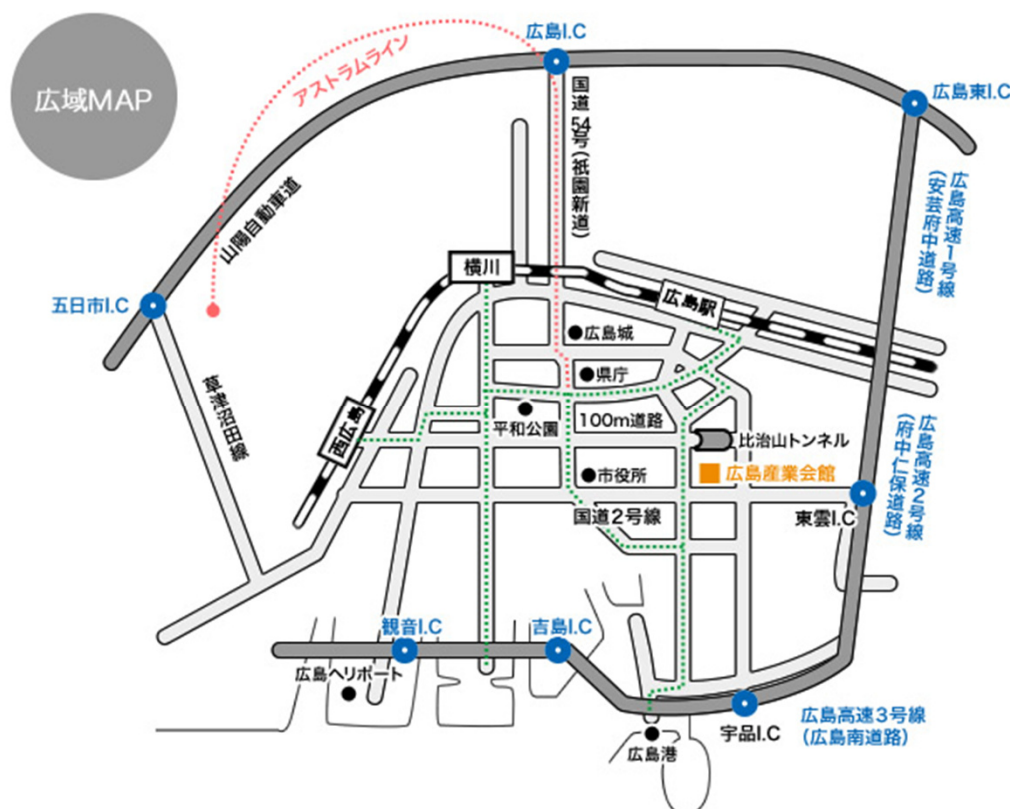 広域MAP
アストラムライン
広島I.C
国道54号(祇園新道)
広島東I.C
広島高速1号線
(安芸府中道路)
山陽自動車道
横川
五日市I.C
広島駅
広島城
県庁
草津沼田線
西広島
平和公園
100m道路
比治山トンネル
広島高速2号線
(府中仁保道路)
市役所
広島産業会館
国道2号線
東雲I.C
観音I.C
吉島I.C
広島ヘリポート
広島高速3号線
(広島南道路)
宇品I.C
広島港